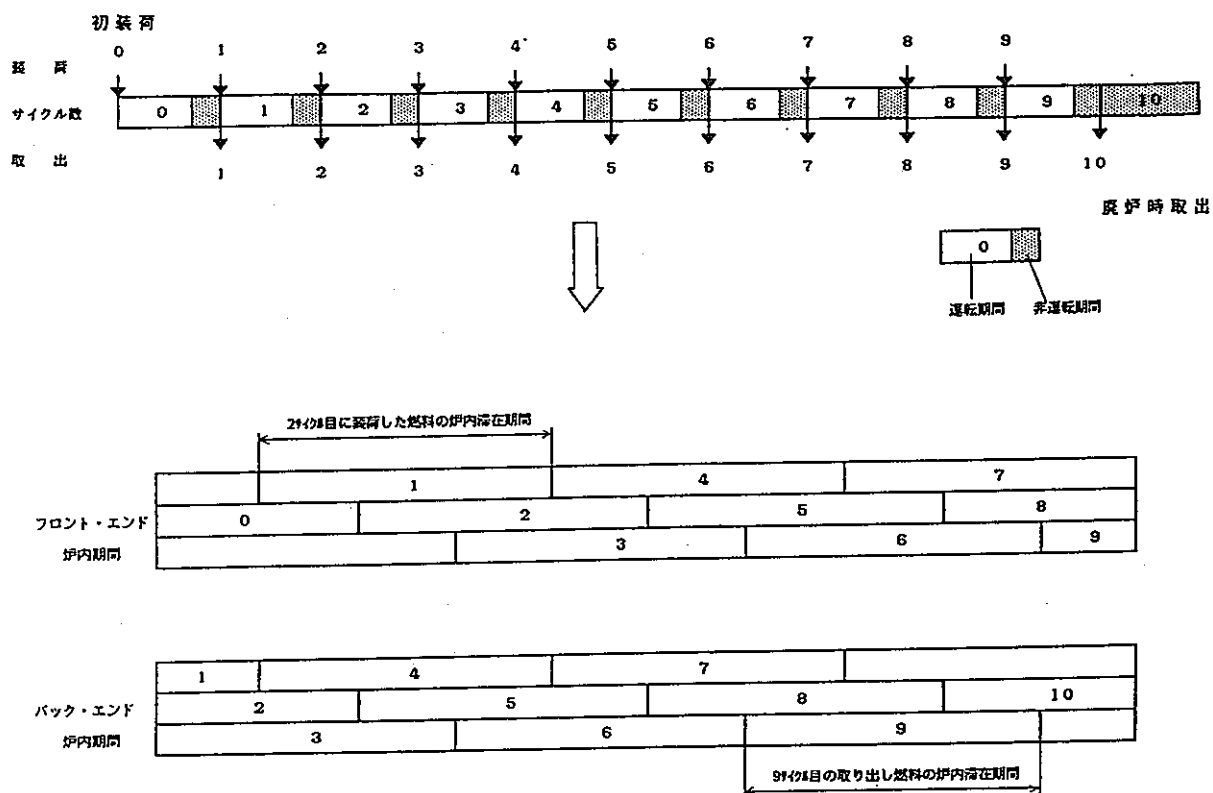 初装荷
0 1 2 3 4 5 6 7 8 9
装荷
サイクル数 0 1 2 3 4 5 6 7 8 9 10
取出
1 2 3 4 5 6 7 8 9 10
廃炉時取出
0
運転期間 非運転期間
2サイクル目に装荷した燃料の炉内滞在期間
1 4 7
フロント・エンド 0 2 5 8
炉内期間 3 6 9
1 4 7
バック・エンド 2 5 8 10
炉内期間 3 6 9
9サイクル目の取り出し燃料の炉内滞在期間